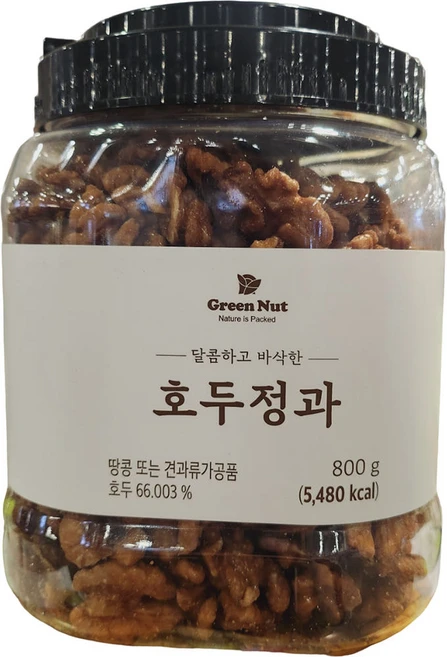 Green Nut
Nature is Packed
달콤하고 바삭한
호두정과
땅콩 또는 견과류가공품
호두 66.003 %
800 g
(5,480 kcal)